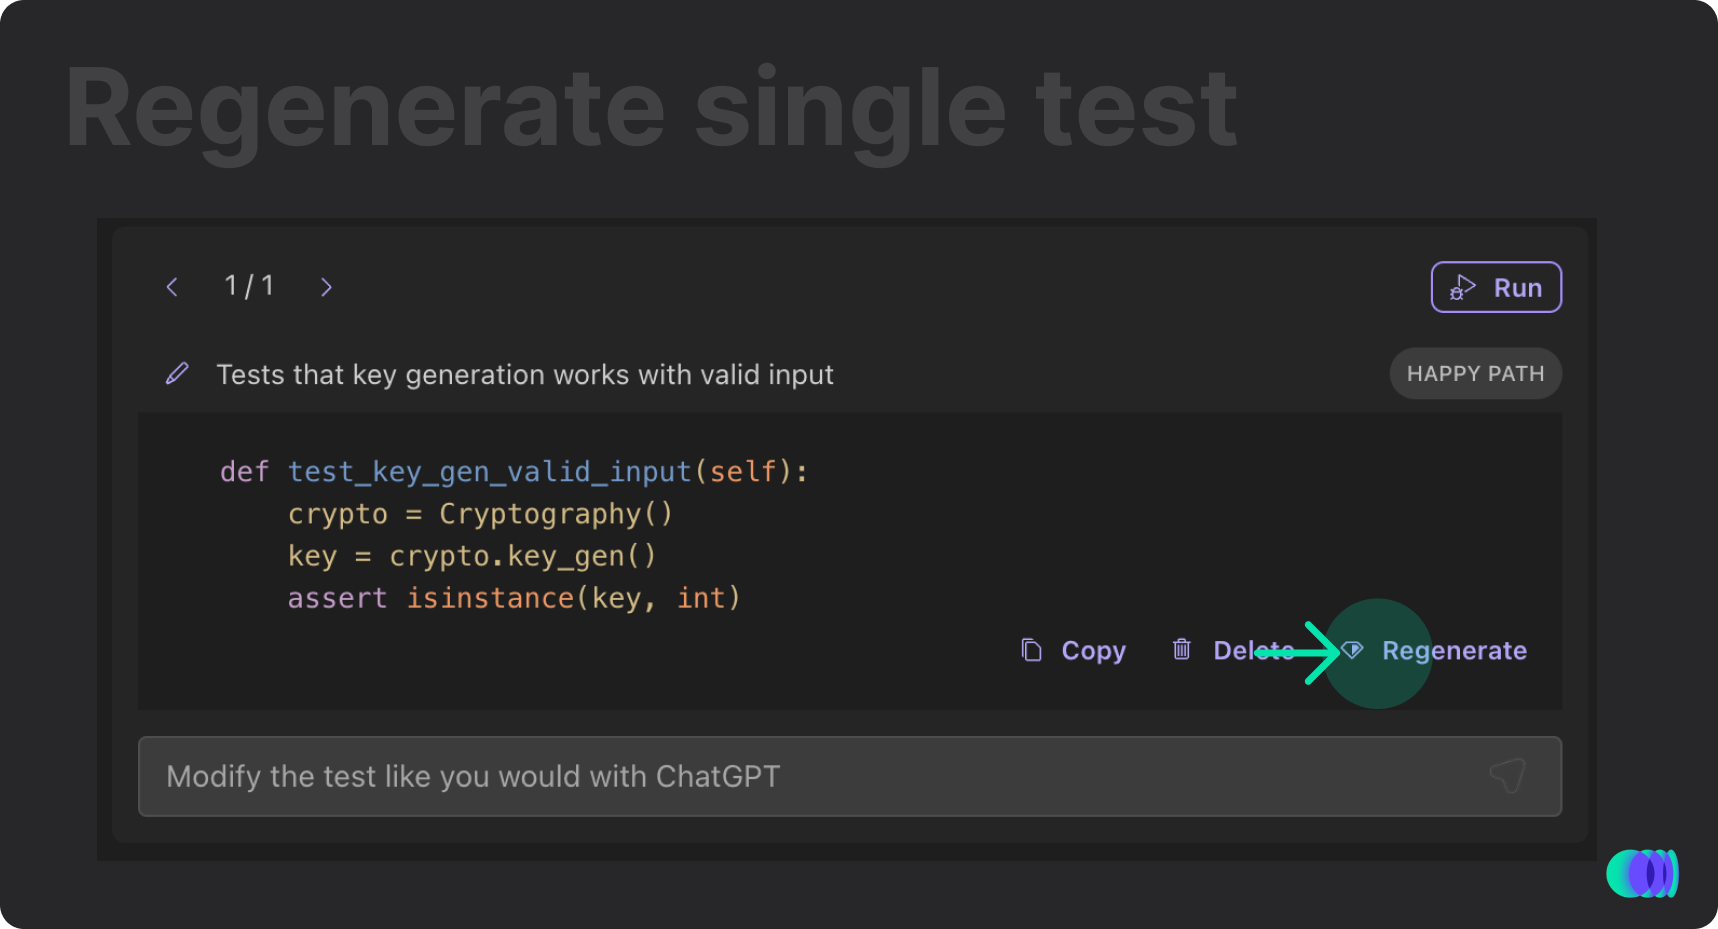 Regenerate single test
1 / 1
Run
Tests that key generation works with valid input
HAPPY PATH
def test_key_gen_valid_input(self):
    crypto = Cryptography()
    key = crypto.key_gen()
    assert isinstance(key, int)
Copy Delete Regenerate
Modify the test like you would with ChatGPT